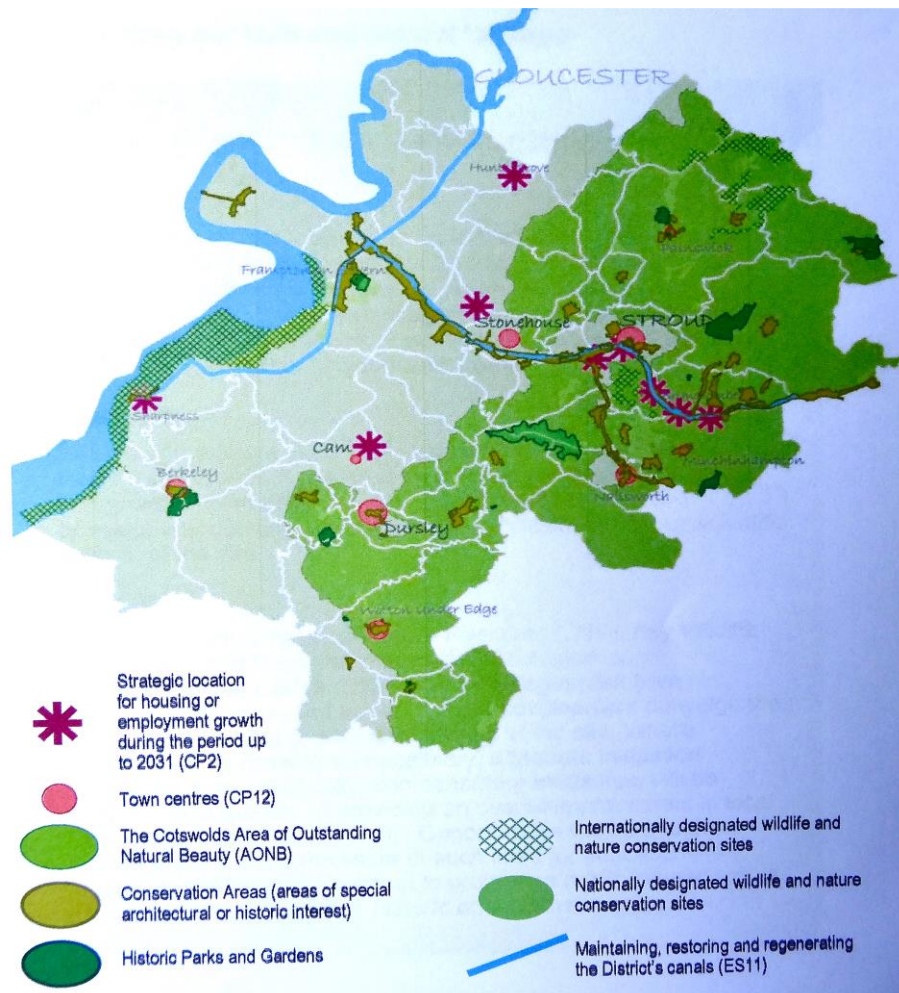 GLOUCESTER
Painswick
Stonehouse
STROUD
Sharpness
Cam
Minchinhampton
Berkeley
Nailsworth
Dursley
Wotton Under Edge
Strategic location
for housing or
employment growth
during the period up
to 2031 (CP2)
Town centres (CP12)
The Cotswolds Area of Outstanding
Natural Beauty (AONB)
Conservation Areas (areas of special
architectural or historic interest)
Historic Parks and Gardens
Internationally designated wildlife and
nature conservation sites
Nationally designated wildlife and nature
conservation sites
Maintaining, restoring and regenerating
the District's canals (ES11)